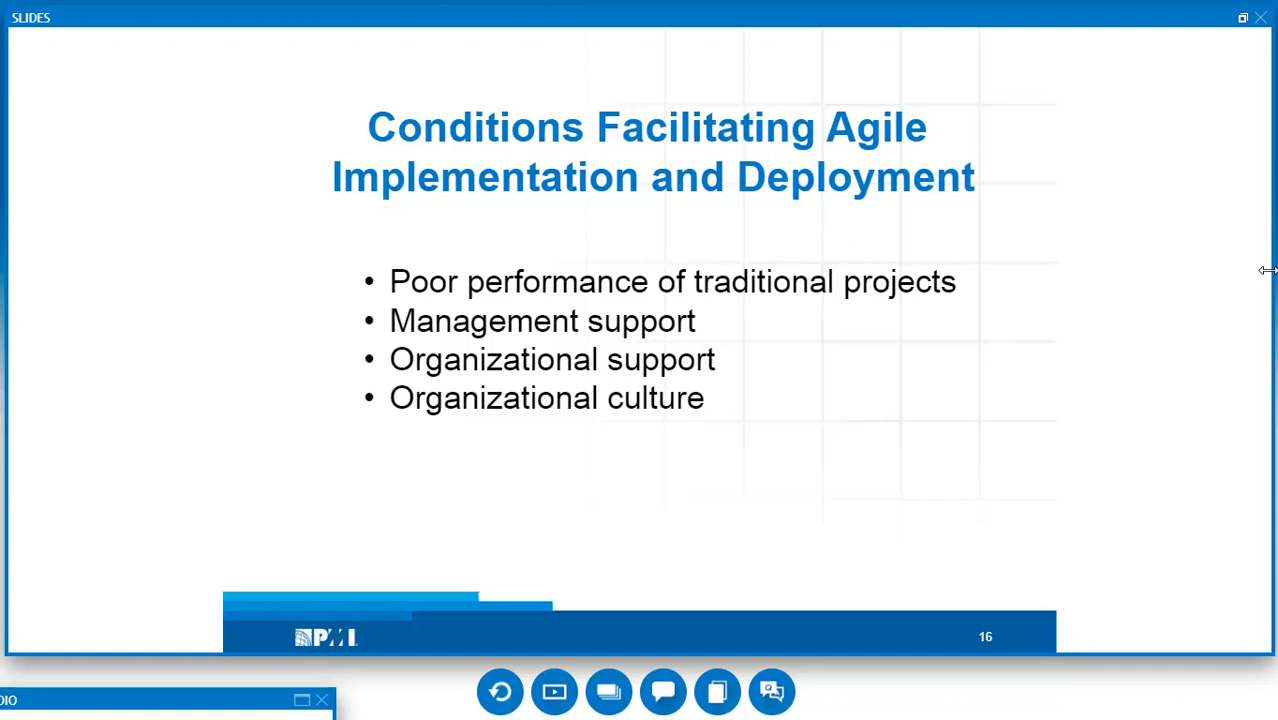 SLIDES
Conditions Facilitating Agile
Implementation and Deployment
• Poor performance of traditional projects
• Management support
• Organizational support
• Organizational culture
PMI
16
DIO